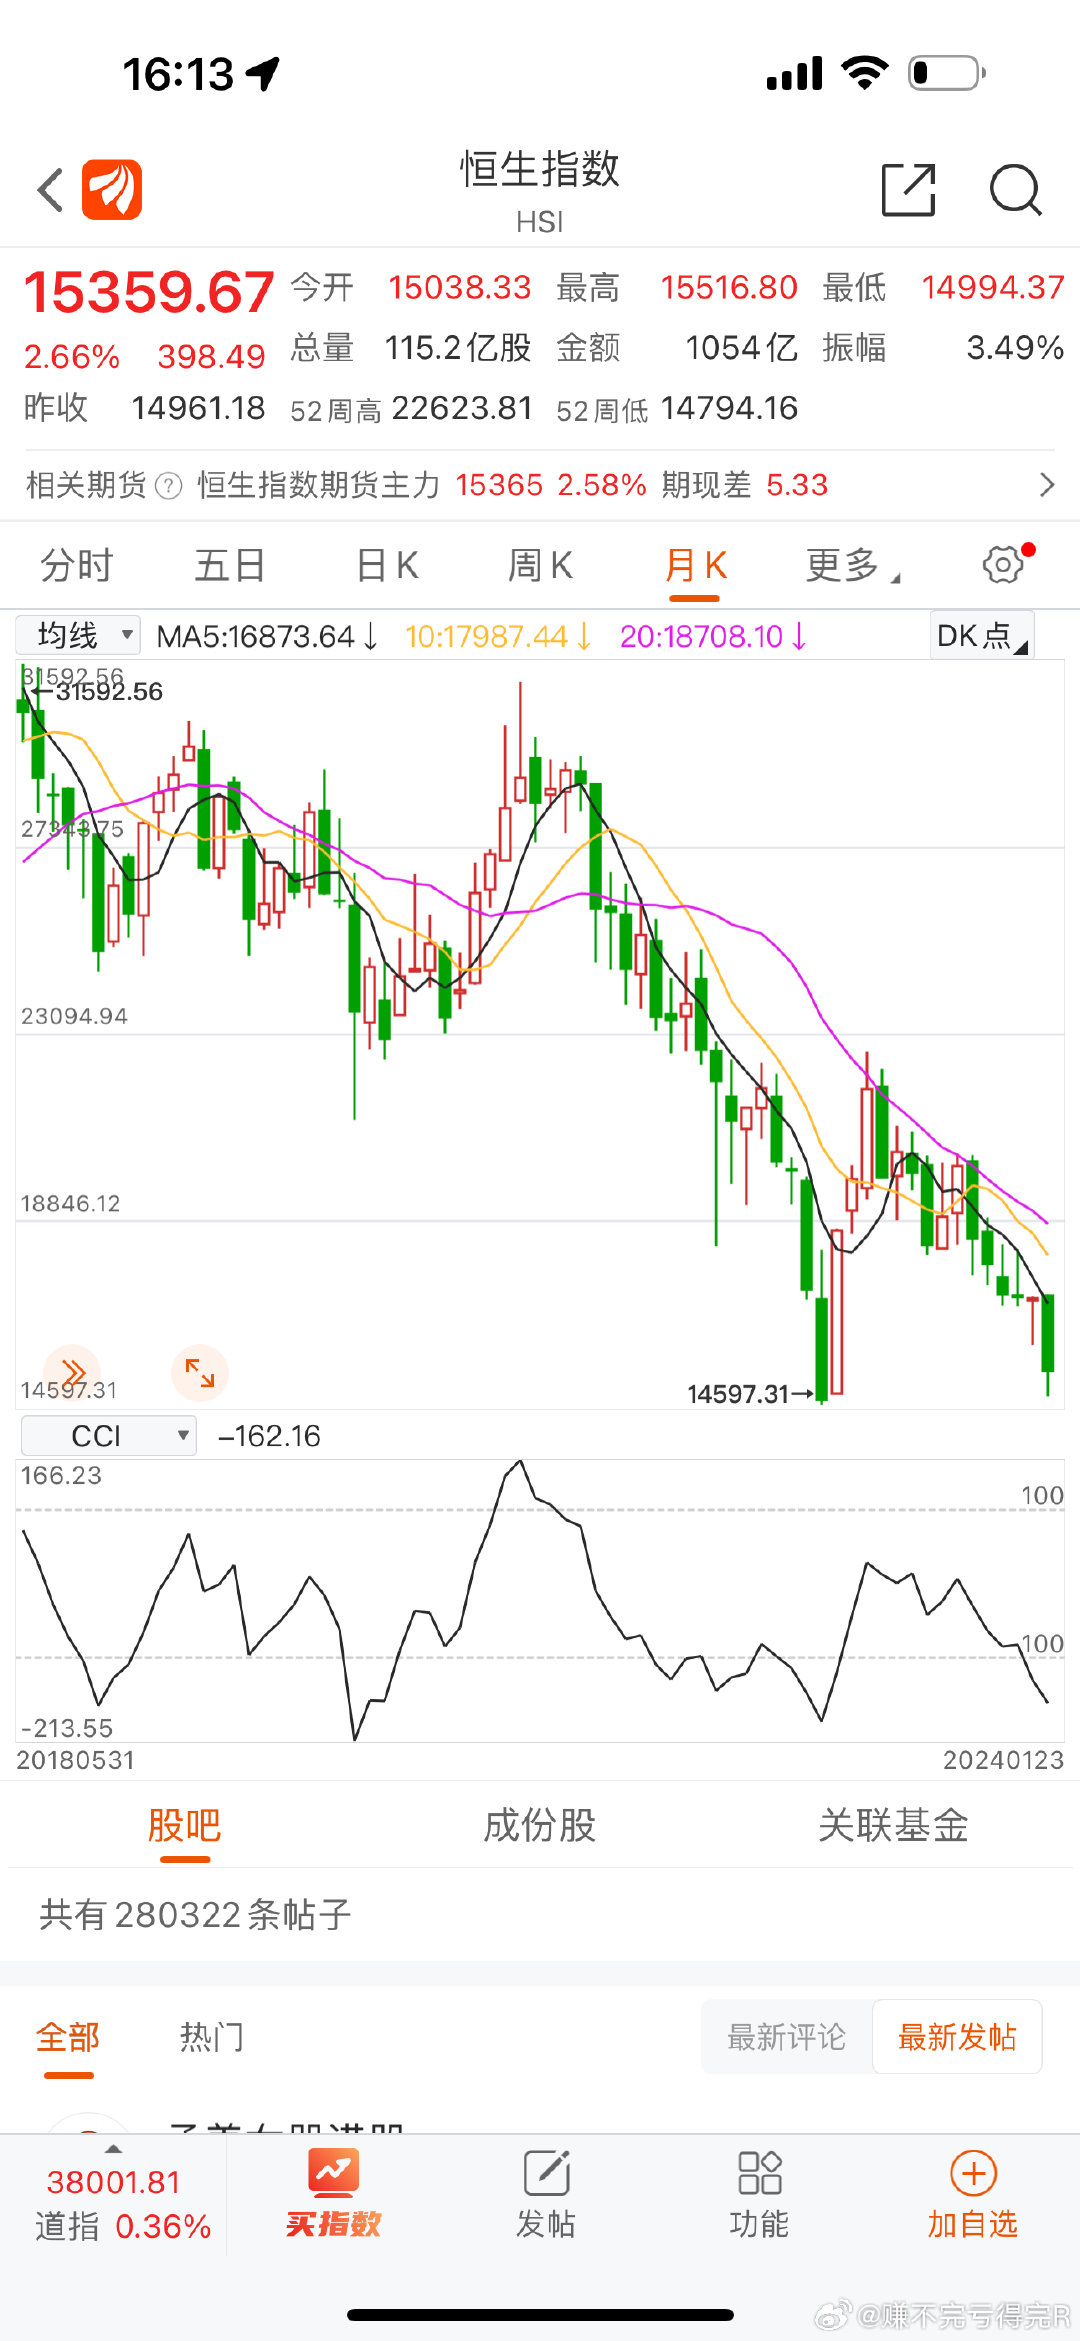 16:13
恒生指数
HSI
15359.67 今开 15038.33 最高 15516.80 最低 14994.37
2.66% 398.49 总量 115.2亿股 金额 1054亿 振幅 3.49%
昨收 14961.18 52周高 22623.81 52周低 14794.16
相关期货 ? 恒生指数期货主力 15365 2.58% 期现差 5.33
分时 五日 日K 周K 月K 更多
均线 MA5:16873.64↓ 10:17987.44↓ 20:18708.10↓ DK点
31592.56
←31592.56
27343.75
23094.94
18846.12
14597.31
14597.31→
CCI -162.16
166.23
100
100
-213.55
20180531 20240123
股吧 成份股 关联基金
共有280322条帖子
全部 热门 最新评论 最新发帖
38001.81
道指 0.36% 买指数 发帖 功能 加自选
@赚不完亏得完R